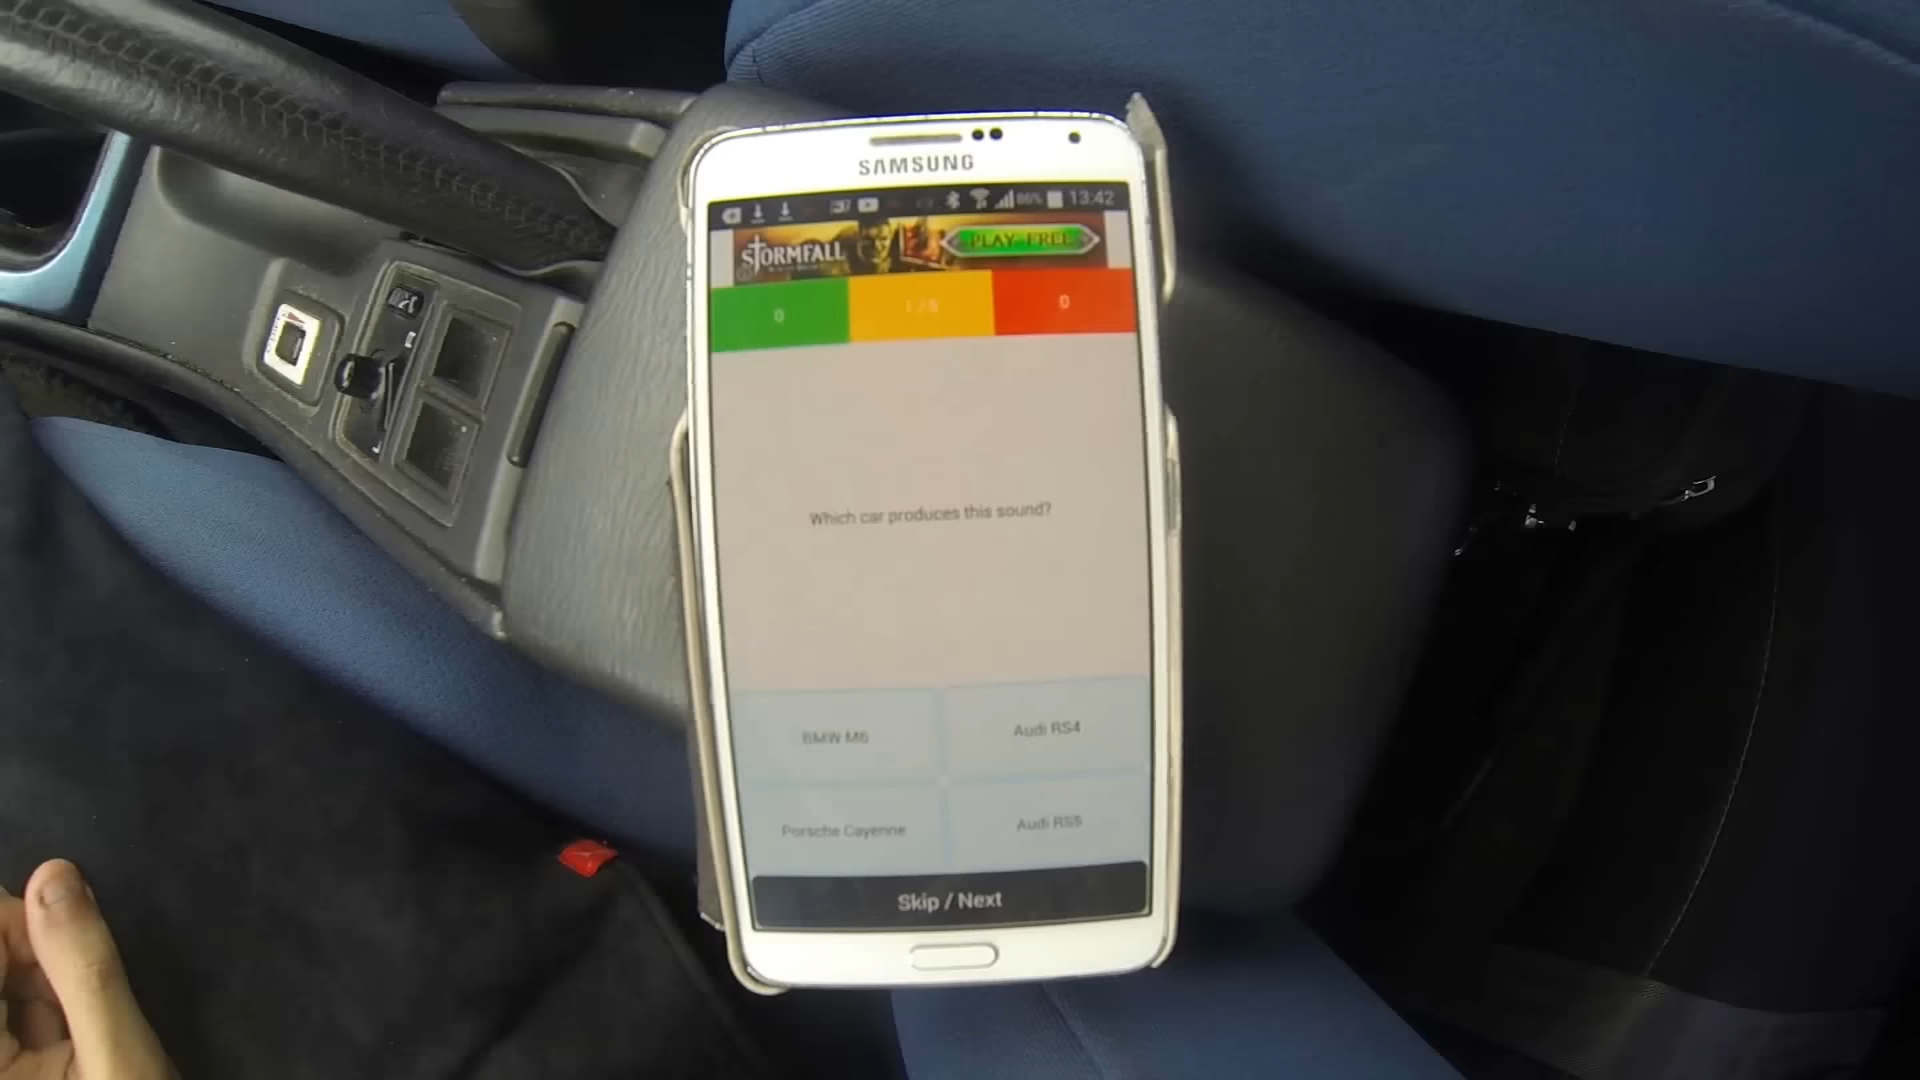 SAMSUNG
86% 13:42
STORMFALL
PLAY FREE
0
0
Which car produces this sound?
BMW M6
Audi RS4
Porsche Cayenne
Audi RS5
Skip / Next